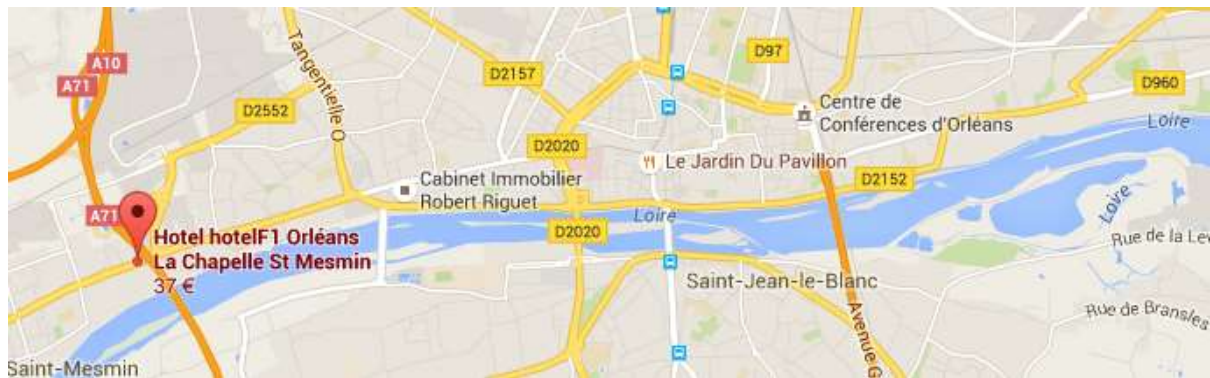 A10
A71
Tangentielle O
D2552
D2157
D97
D960
Centre de
Conférences d'Orléans
Loire
D2020
Le Jardin Du Pavillon
Cabinet Immobilier
Robert Riguet
D2152
Loire
Loire
A71
Hotel hotelF1 Orléans
La Chapelle St Mesmin
37 €
D2020
Rue de la Lev
Saint-Jean-le-Blanc
Avenue G
Rue de Bransles
Saint-Mesmin